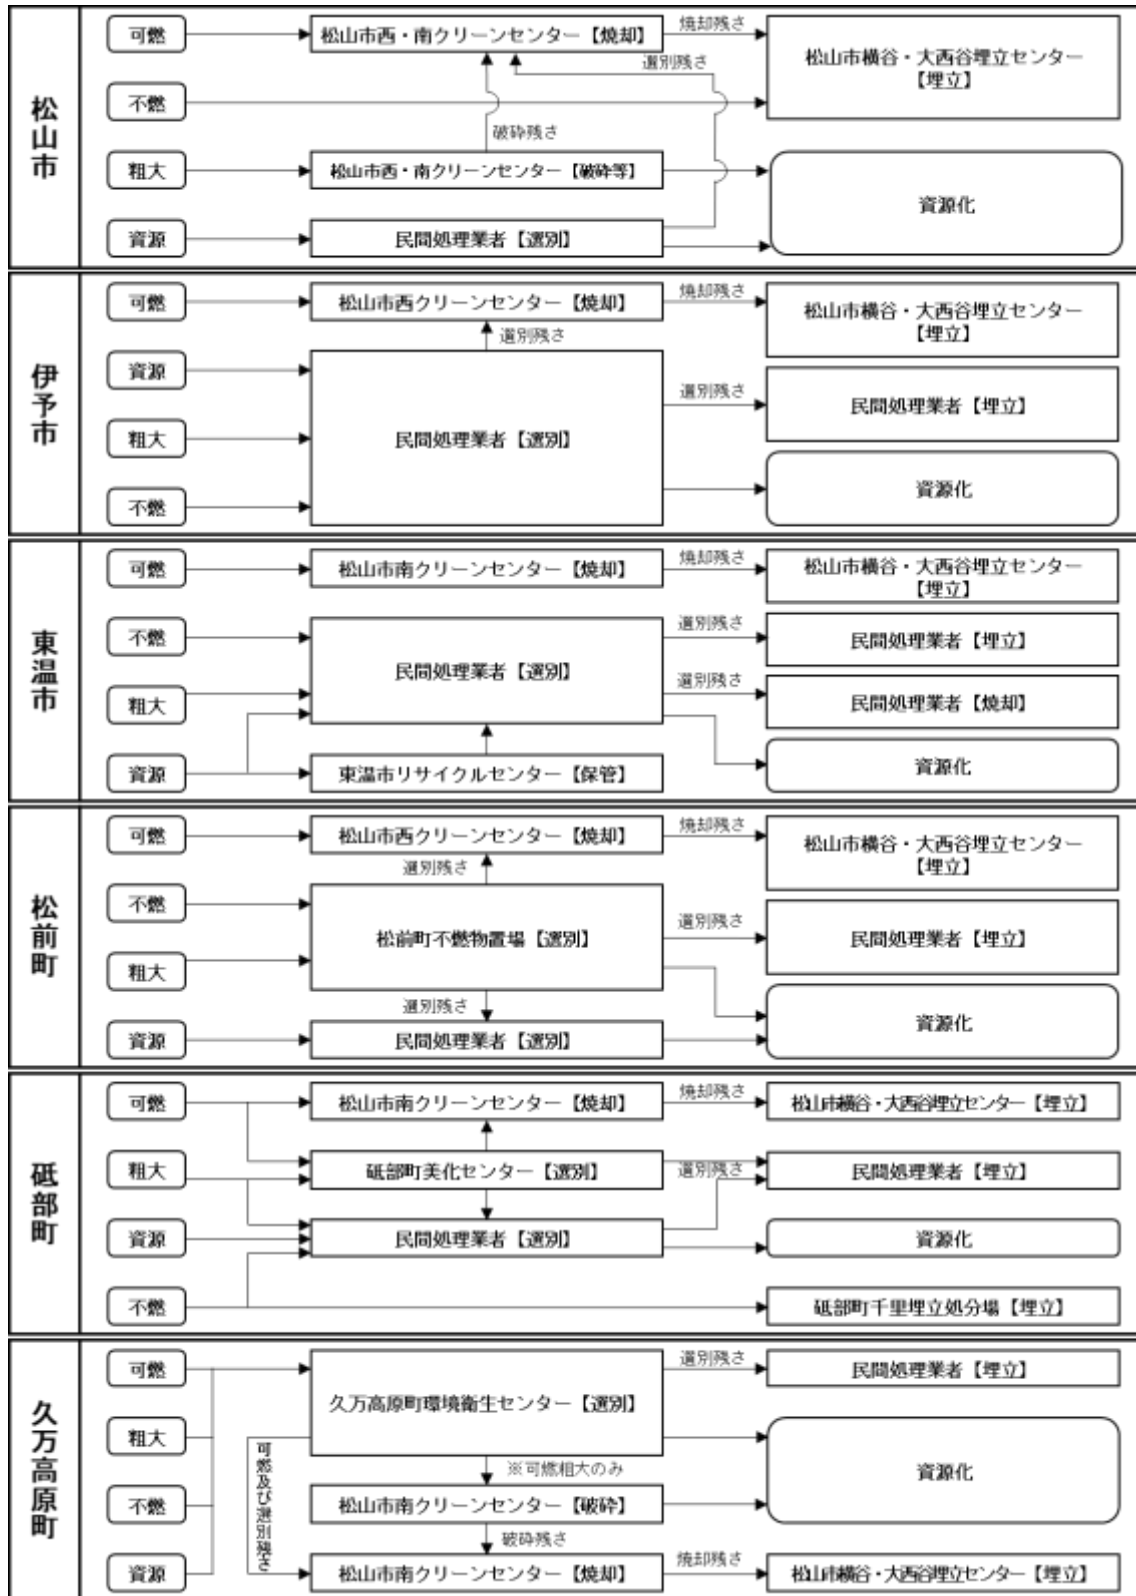 松山市
可燃
松山市西・南クリーンセンター【焼却】
焼却残さ
松山市横谷・大西谷埋立センター
【埋立】
選別残さ
不燃
破砕残さ
粗大
松山市西・南クリーンセンター【破砕等】
資源化
資源
民間処理業者【選別】
伊予市
可燃
松山市西クリーンセンター【焼却】
焼却残さ
松山市横谷・大西谷埋立センター
【埋立】
選別残さ
資源
民間処理業者【選別】
選別残さ
民間処理業者【埋立】
粗大
資源化
不燃
東温市
可燃
松山市南クリーンセンター【焼却】
焼却残さ
松山市横谷・大西谷埋立センター
【埋立】
不燃
民間処理業者【選別】
選別残さ
民間処理業者【埋立】
粗大
選別残さ
民間処理業者【焼却】
資源
東温市リサイクルセンター【保管】
資源化
松前町
可燃
松山市西クリーンセンター【焼却】
焼却残さ
松山市横谷・大西谷埋立センター
【埋立】
選別残さ
不燃
松前町不燃物置場【選別】
選別残さ
民間処理業者【埋立】
粗大
選別残さ
資源
民間処理業者【選別】
資源化
砥部町
可燃
松山市南クリーンセンター【焼却】
焼却残さ
松山市横谷・大西谷埋立センター【埋立】
粗大
砥部町美化センター【選別】
選別残さ
民間処理業者【埋立】
資源
民間処理業者【選別】
資源化
不燃
砥部町千里埋立処分場【埋立】
久万高原町
可燃
久万高原町環境衛生センター【選別】
選別残さ
民間処理業者【埋立】
粗大
可燃及び選別残さ
※可燃粗大のみ
資源化
不燃
松山市南クリーンセンター【破砕】
破砕残さ
資源
松山市南クリーンセンター【焼却】
焼却残さ
松山市横谷・大西谷埋立センター【埋立】